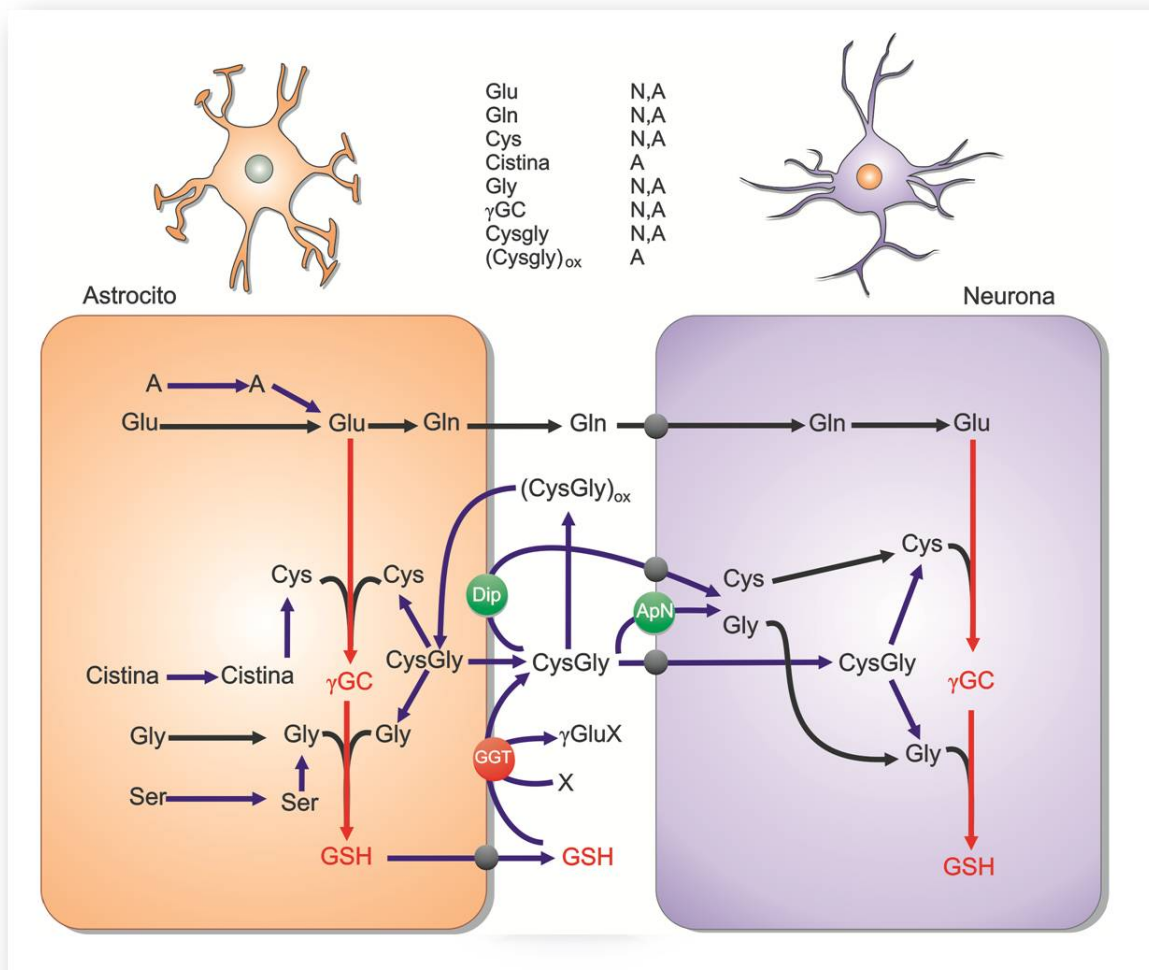 Glu N,A
Gln N,A
Cys N,A
Cistina A
Gly N,A
γGC N,A
Cysgly N,A
(Cysgly)ox A
Astrocito Neurona
A A
Glu Glu Gln Gln Gln Glu
(CysGly)ox
Cys Cys Dip Cys Cys
ApN Gly
Cistina Cistina γGC CysGly CysGly CysGly γGC
Gly Gly Gly γGluX Gly
GGT
Ser Ser X
GSH GSH GSH